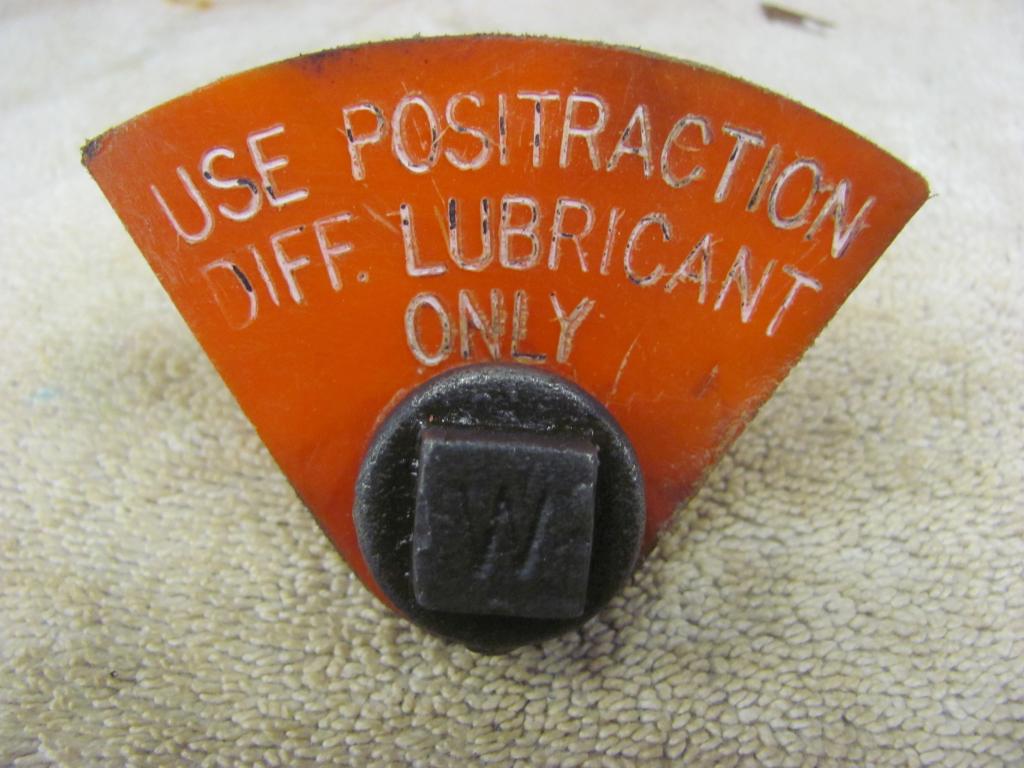 USE POSITRACTION
DIFF. LUBRICANT
ONLY
W